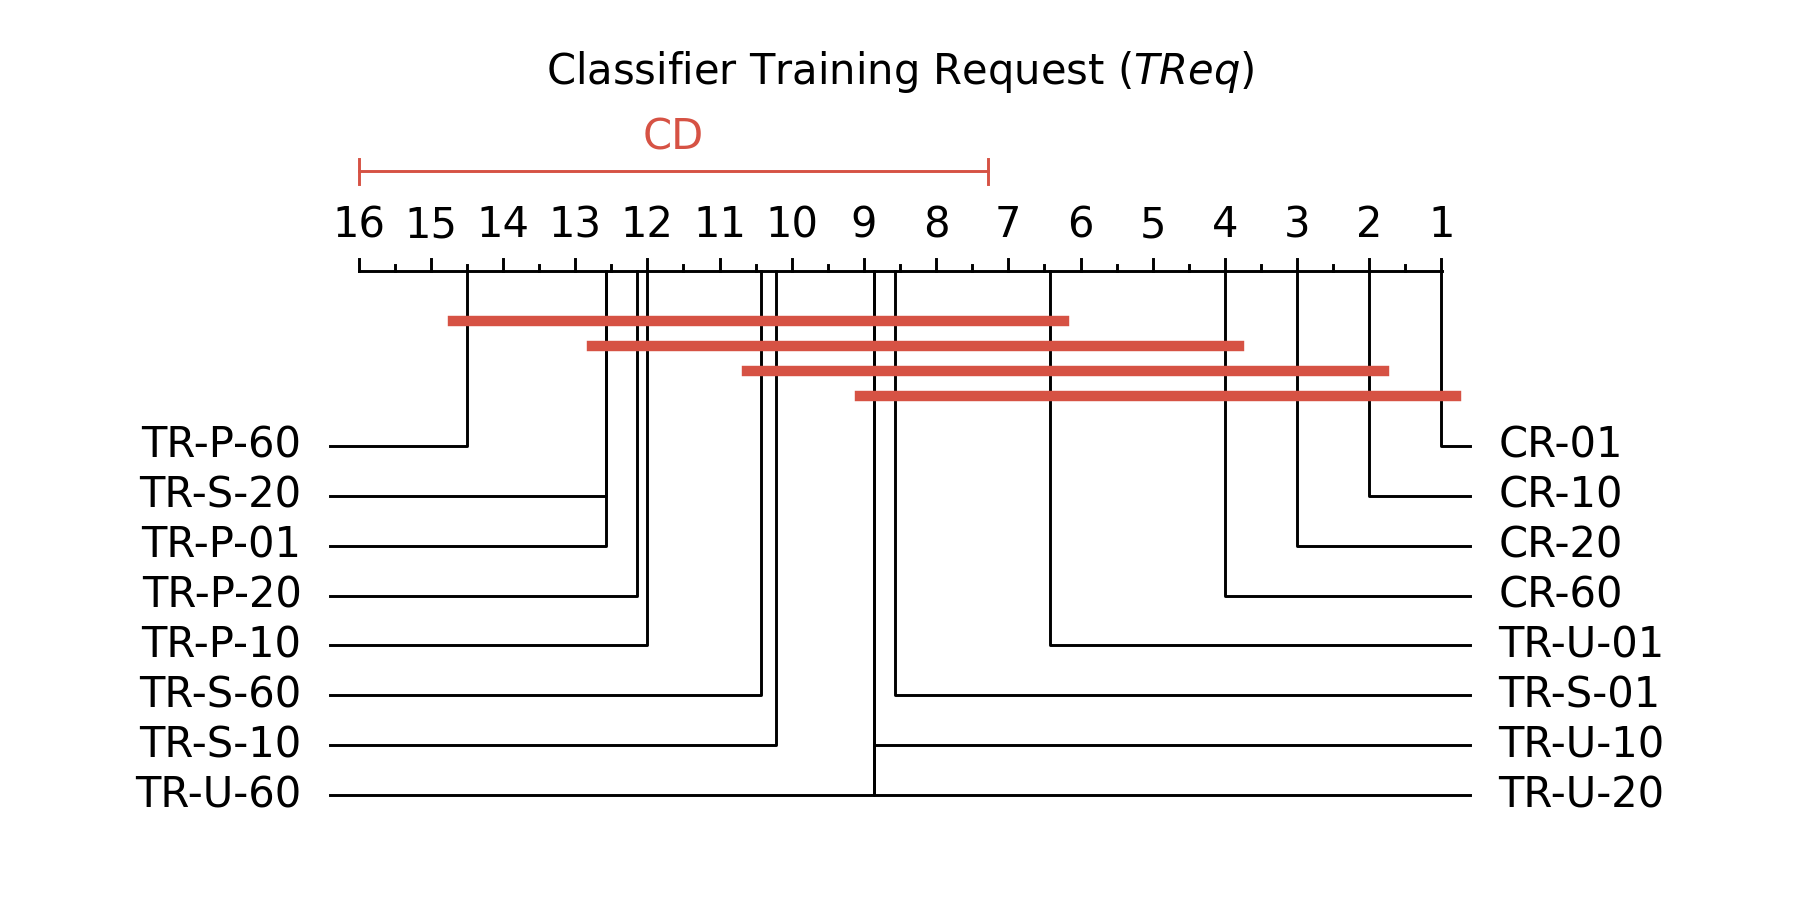 Classifier Training Request (TReq)
CD
16 15 14 13 12 11 10 9 8 7 6 5 4 3 2 1
TR-P-60 CR-01
TR-S-20 CR-10
TR-P-01 CR-20
TR-P-20 CR-60
TR-P-10 TR-U-01
TR-S-60 TR-S-01
TR-S-10 TR-U-10
TR-U-60 TR-U-20